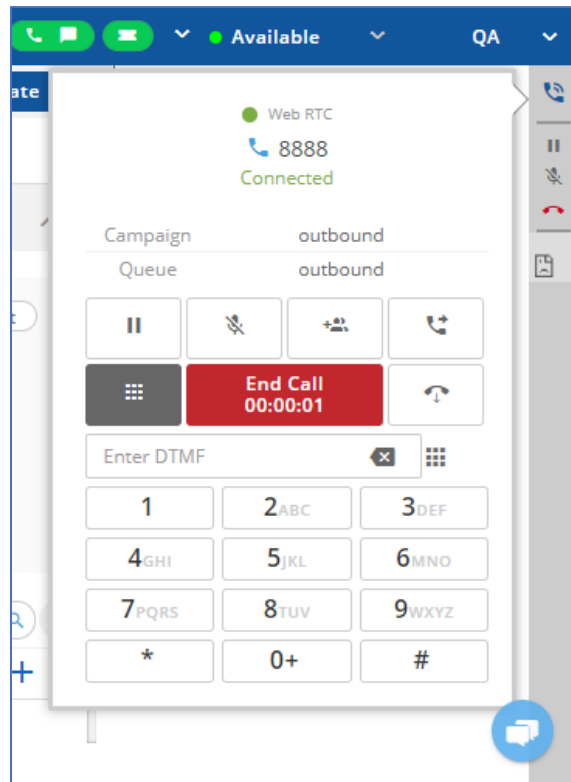 Available
QA
ate
Web RTC
8888
Connected
Campaign outbound
Queue outbound
End Call
00:00:01
Enter DTMF
1 2ABC 3DEF
4GHI 5JKL 6MNO
7PQRS 8TUV 9WXYZ
* 0+ #